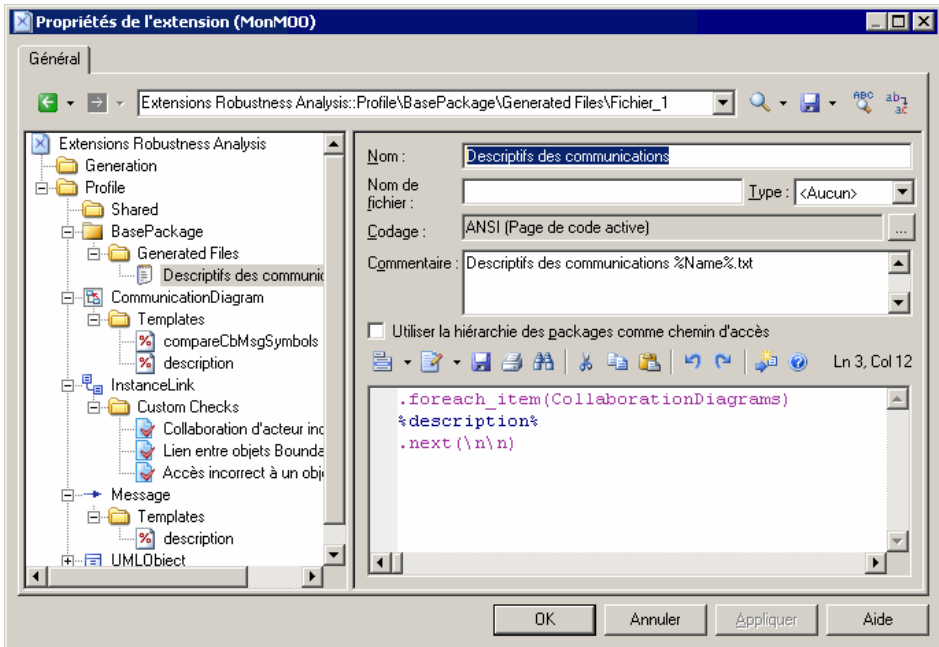 Propriétés de l'extension (MonMOO)
Général
Extensions Robustness Analysis::Profile\BasePackage\Generated Files\Fichier_1
ABC
Extensions Robustness Analysis
Generation
Profile
Shared
BasePackage
Generated Files
Descriptifs des communic
CommunicationDiagram
Templates
compareCbMsgSymbols
description
InstanceLink
Custom Checks
Collaboration d'acteur inc
Lien entre objets Bounda
Accès incorrect à un obj
Message
Templates
description
UMLObject
Nom : Descriptifs des communications
Nom de fichier :
Type : <Aucun>
Codage : ANSI (Page de code active) ...
Commentaire : Descriptifs des communications %Name%.txt
Utiliser la hiérarchie des packages comme chemin d'accès
Ln 3, Col 12
.foreach_item(CollaborationDiagrams)
%description%
.next(\n\n)
OK Annuler Appliquer Aide